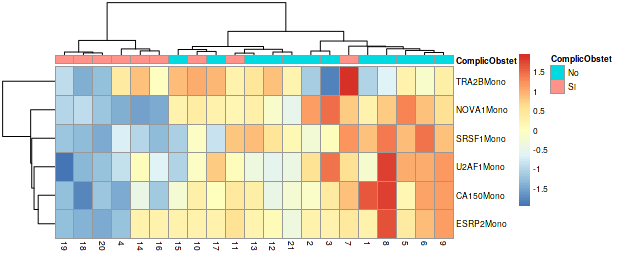 ComplicObstet
TRA2BMono
NOVA1Mono
SRSF1Mono
U2AF1Mono
CA150Mono
ESRP2Mono
19 18 20 4 14 16 15 10 17 11 13 12 21 2 3 7 1 8 5 6 9
1.5
1
0.5
0
-0.5
-1
-1.5
ComplicObstet
No
SI